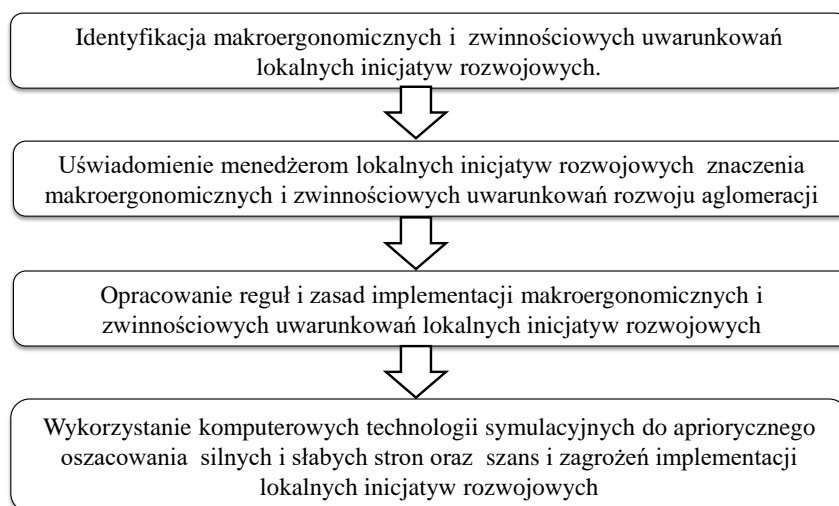 Identyfikacja makroergonomicznych i zwinnościowych uwarunkowań
lokalnych inicjatyw rozwojowych.
Uświadomienie menedżerom lokalnych inicjatyw rozwojowych znaczenia
makroergonomicznych i zwinnościowych uwarunkowań rozwoju aglomeracji
Opracowanie reguł i zasad implementacji makroergonomicznych i
zwinnościowych uwarunkowań lokalnych inicjatyw rozwojowych
Wykorzystanie komputerowych technologii symulacyjnych do apriorycznego
oszacowania silnych i słabych stron oraz szans i zagrożeń implementacji
lokalnych inicjatyw rozwojowych